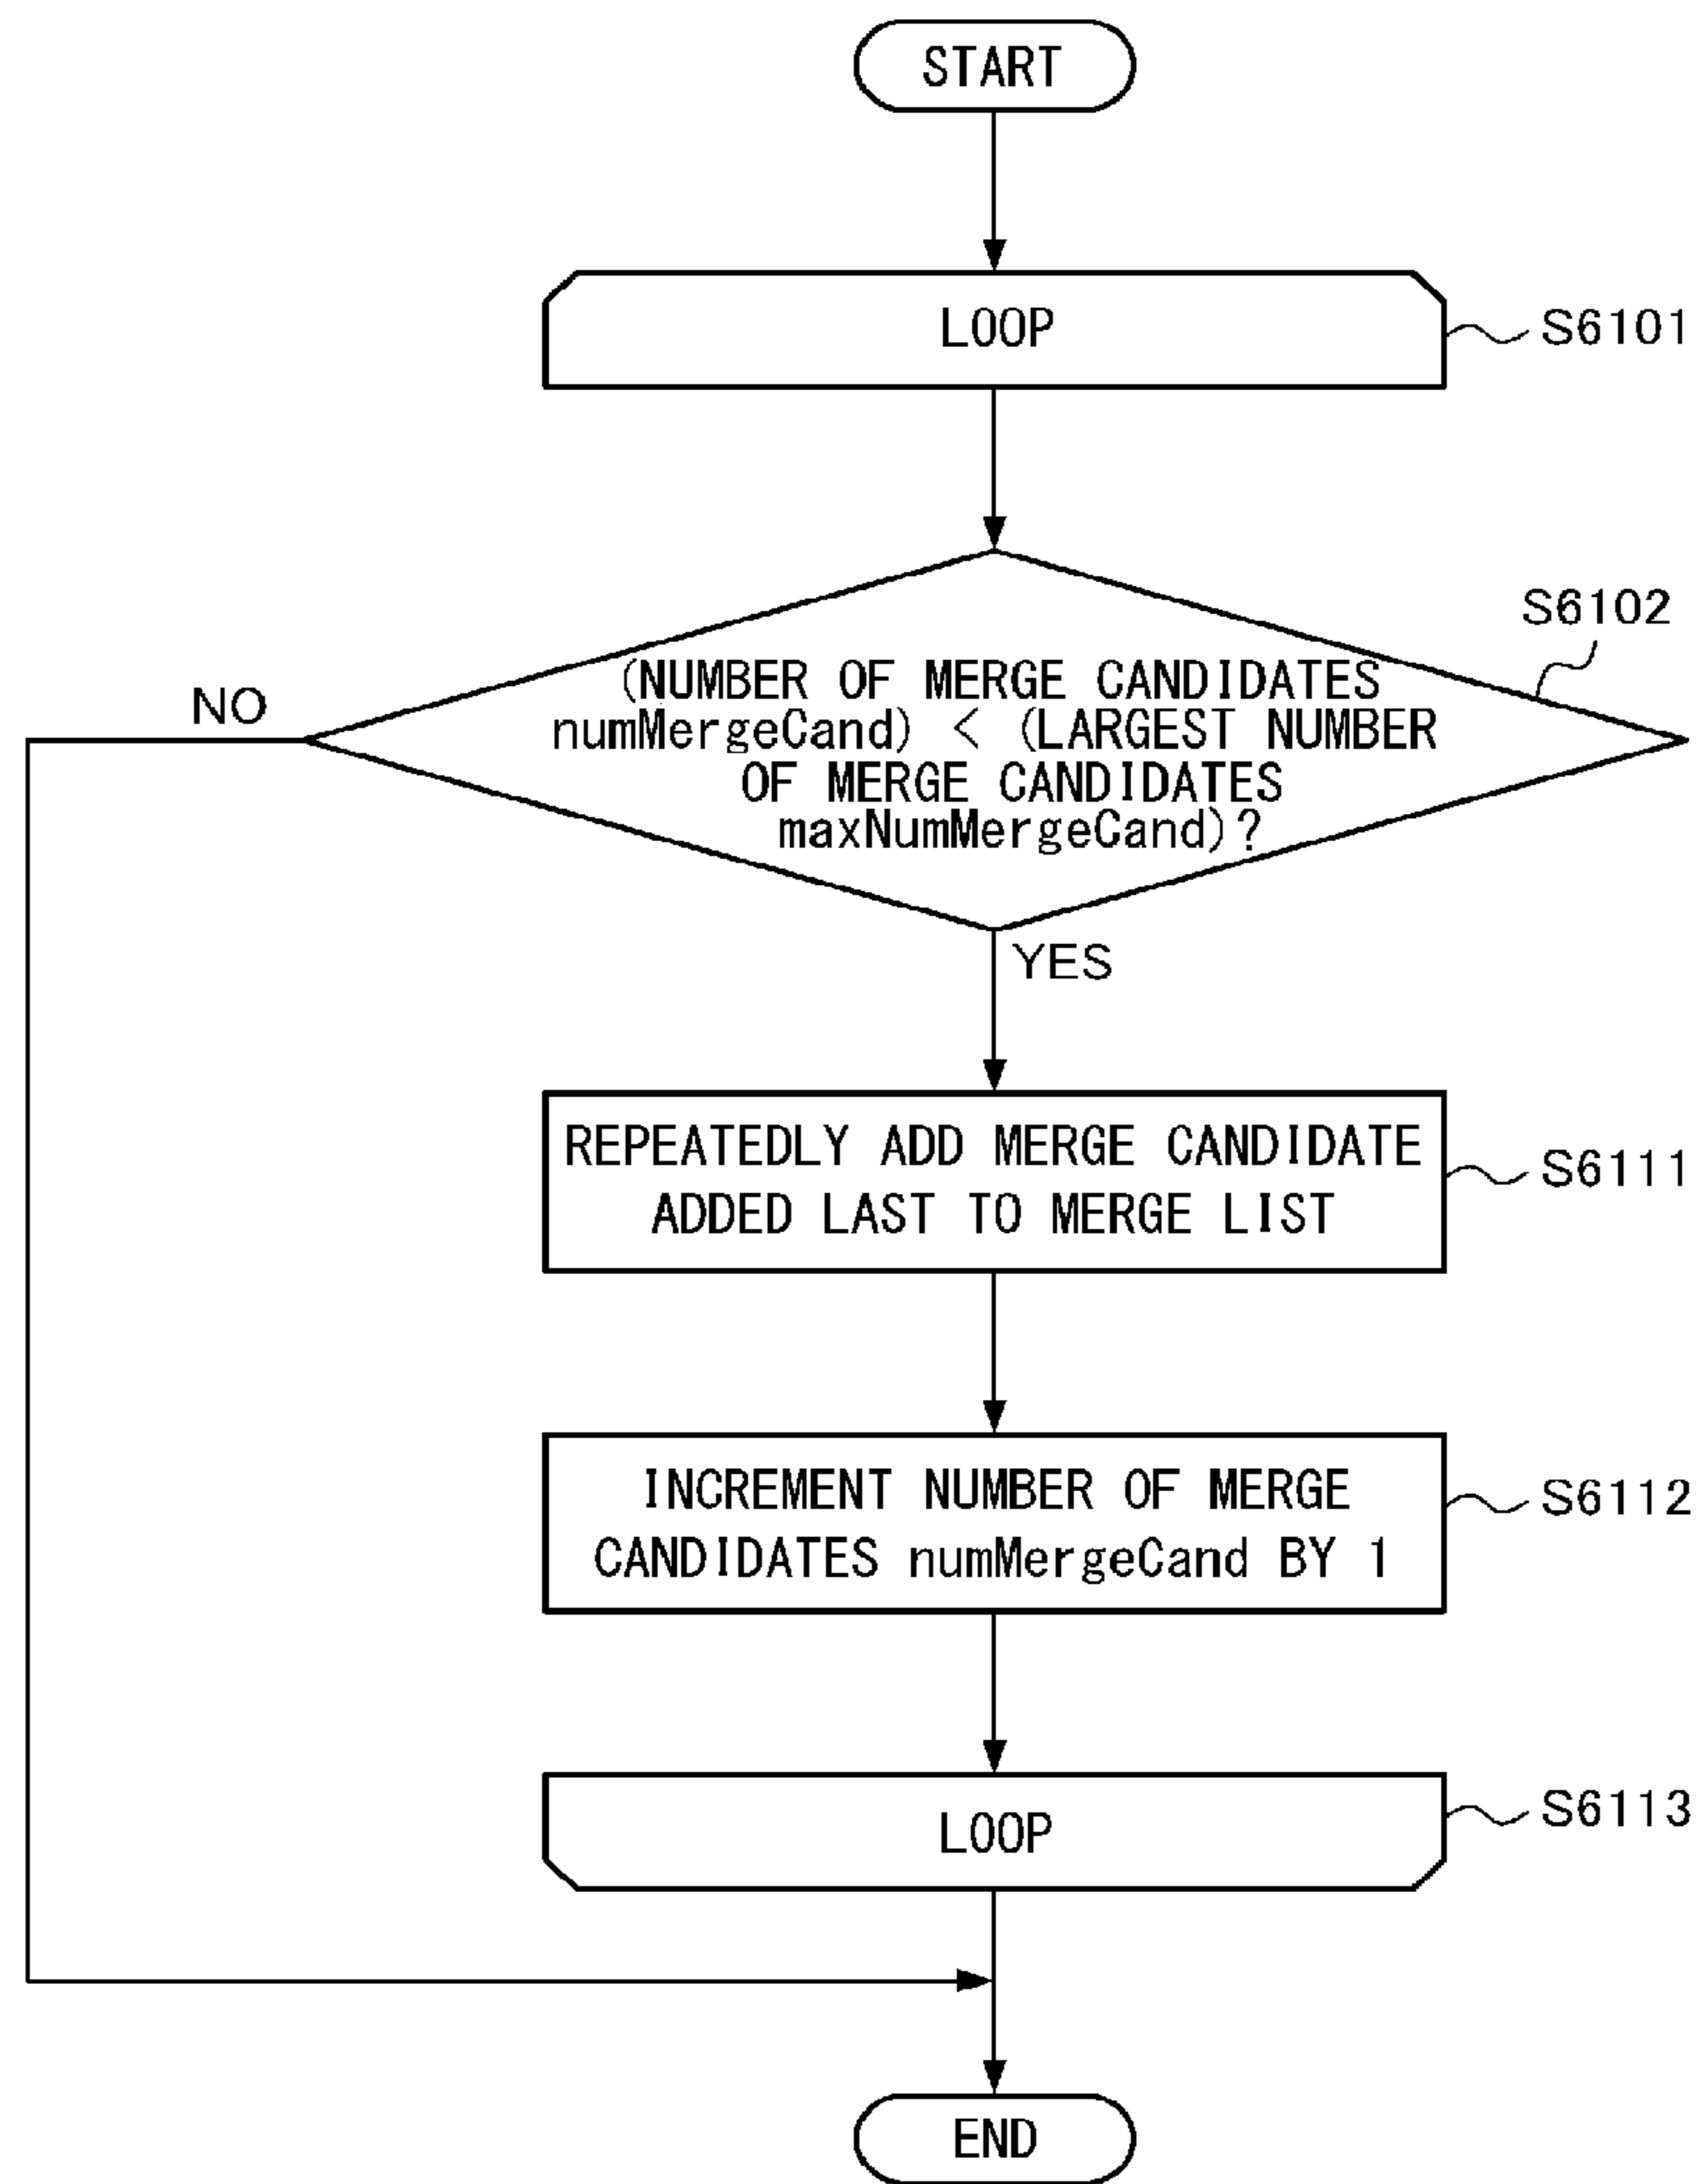 START
LOOP
S6101
S6102
(NUMBER OF MERGE CANDIDATES
numMergeCand) < (LARGEST NUMBER
OF MERGE CANDIDATES
maxNumMergeCand)?
NO
YES
REPEATEDLY ADD MERGE CANDIDATE
ADDED LAST TO MERGE LIST
S6111
INCREMENT NUMBER OF MERGE
CANDIDATES numMergeCand BY 1
S6112
LOOP
S6113
END